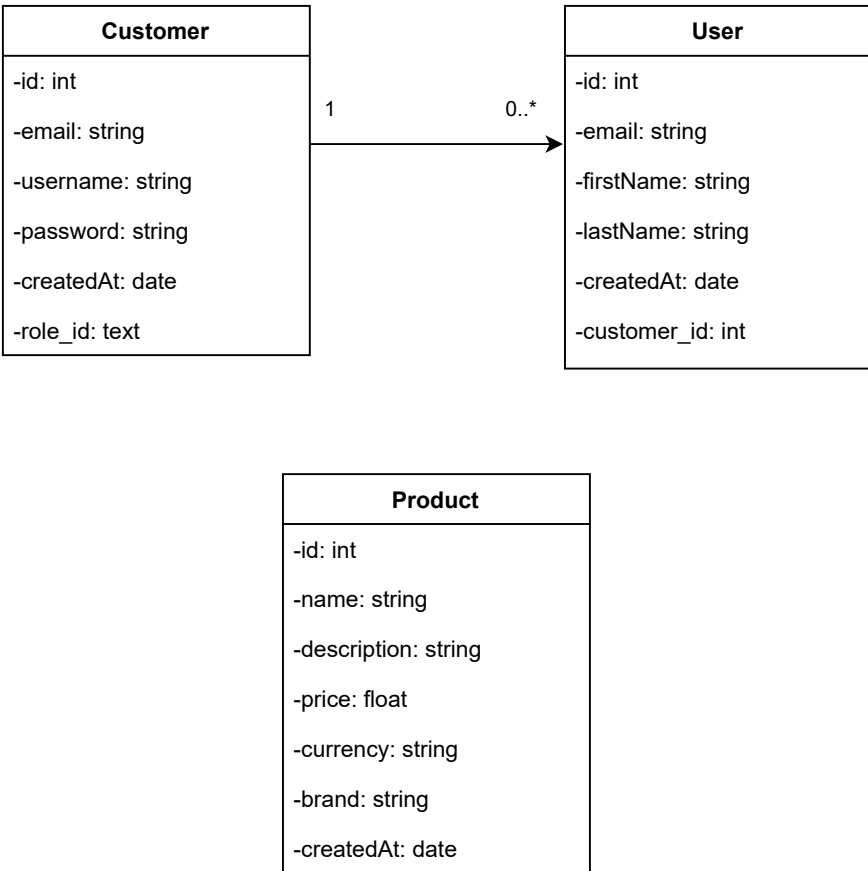 Customer
-id: int
-email: string
-username: string
-password: string
-createdAt: date
-role_id: text
1
0..*
User
-id: int
-email: string
-firstName: string
-lastName: string
-createdAt: date
-customer_id: int
Product
-id: int
-name: string
-description: string
-price: float
-currency: string
-brand: string
-createdAt: date